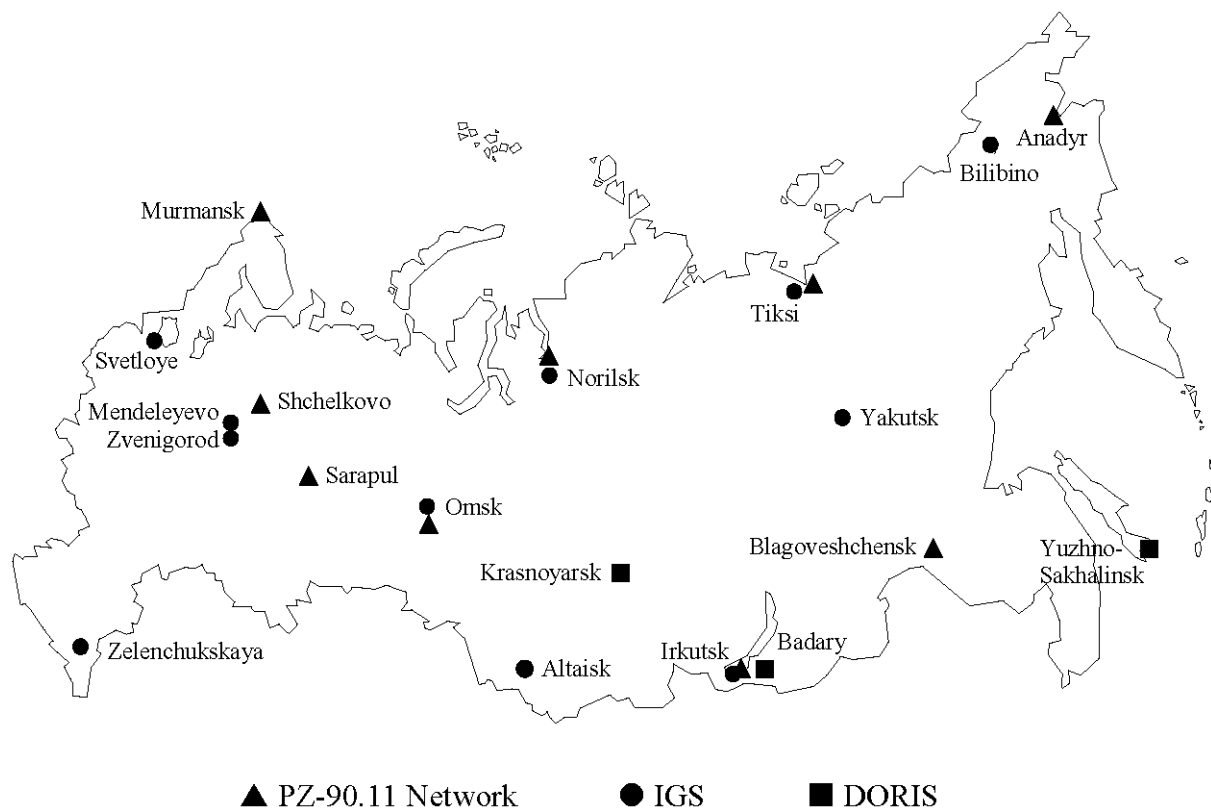 Anadyr
Bilibino
Murmansk
Tiksi
Svetloye
Norilsk
Mendeleyevo
Shchelkovo
Zvenigorod
Yakutsk
Sarapul
Omsk
Blagoveshchensk
Yuzhno-
Sakhalinsk
Krasnoyarsk
Zelenchukskaya
Altaisk
Irkutsk
Badary
PZ-90.11 Network
IGS
DORIS